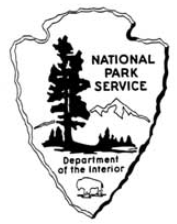 NATIONAL
PARK
SERVICE
Department
of the Interior